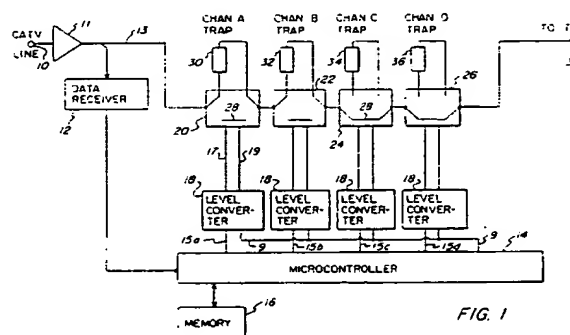 CATV LINE
10
11
13
DATA RECEIVER
12
CHAN A TRAP
30
CHAN B TRAP
32
CHAN C TRAP
34
CHAN D TRAP
36
TO T
20
28
22
24
28
26
17
19
18
LEVEL CONVERTER
18
LEVEL CONVERTER
18
LEVEL CONVERTER
18
LEVEL CONVERTER
15a
9
15b
15c
15d
9
14
MICROCONTROLLER
MEMORY
16
FIG. 1